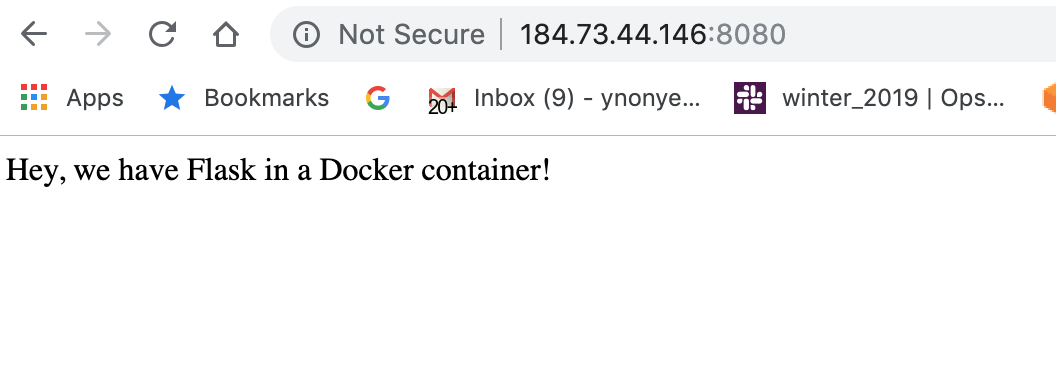 Not Secure | 184.73.44.146:8080
Apps Bookmarks G 20+ Inbox (9) - ynonye... winter_2019 | Ops...
Hey, we have Flask in a Docker container!